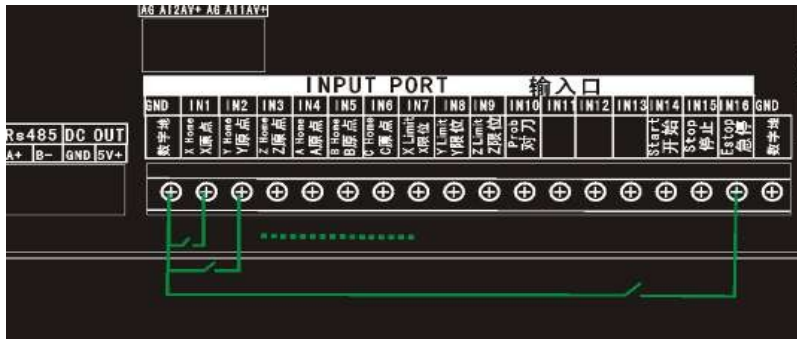 AG AI2AV+ AG AI1AV+
INPUT PORT 输入口
GND IN1 IN2 IN3 IN4 IN5 IN6 IN7 IN8 IN9 IN10 IN11 IN12 IN13 IN14 IN15 IN16 GND
数字地
X Home
X原点
Y Home
Y原点
Z Home
Z原点
A Home
A原点
B Home
B原点
C Home
C原点
X Limit
X限位
Y Limit
Y限位
Z Limit
Z限位
Prob
对刀
Start
开始
Stop
停止
Estop
急停
数字地
Rs485 DC OUT
A+ B- GND 5V+